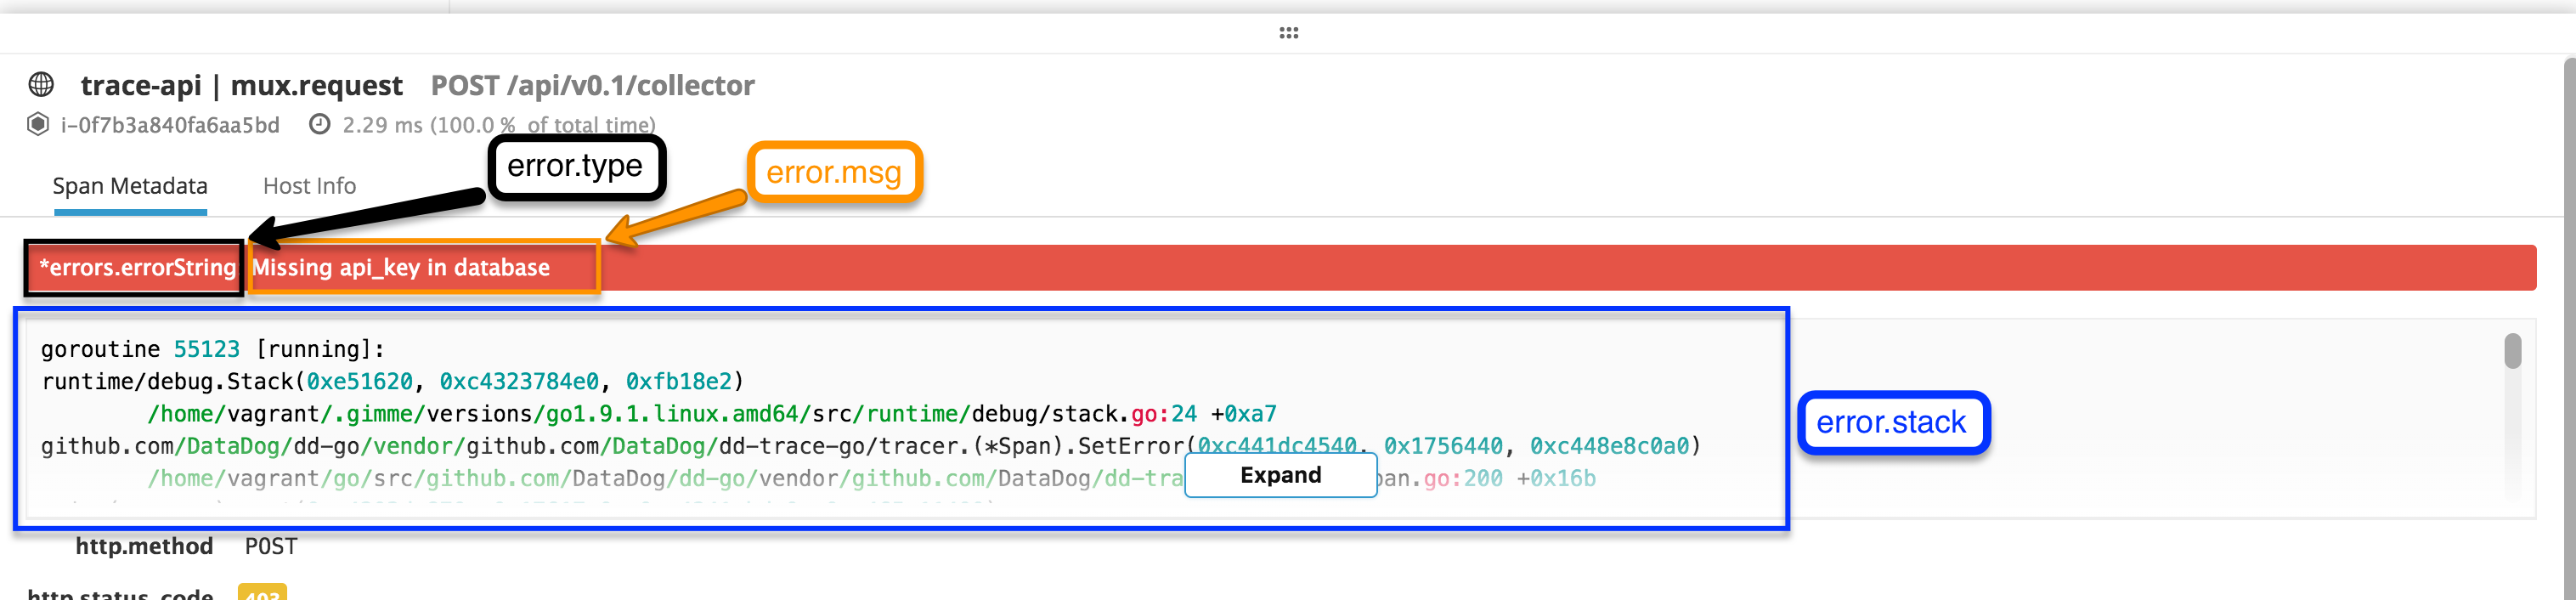 trace-api | mux.request POST /api/v0.1/collector
i-0f7b3a840fa6aa5bd 2.29 ms (100.0 % of total time)
error.type
error.msg
Span Metadata Host Info
*errors.errorString Missing api_key in database
goroutine 55123 [running]:
runtime/debug.Stack(0xe51620, 0xc4323784e0, 0xfb18e2)
/home/vagrant/.gimme/versions/go1.9.1.linux.amd64/src/runtime/debug/stack.go:24 +0xa7
error.stack
github.com/DataDog/dd-go/vendor/github.com/DataDog/dd-trace-go/tracer.(*Span).SetError(0xc441dc4540, 0x1756440, 0xc448e8c0a0)
/home/vagrant/go/src/github.com/DataDog/dd-go/vendor/github.com/DataDog/dd-tra pan.go:200 +0x16b
Expand
http.method POST
http.status_code 403